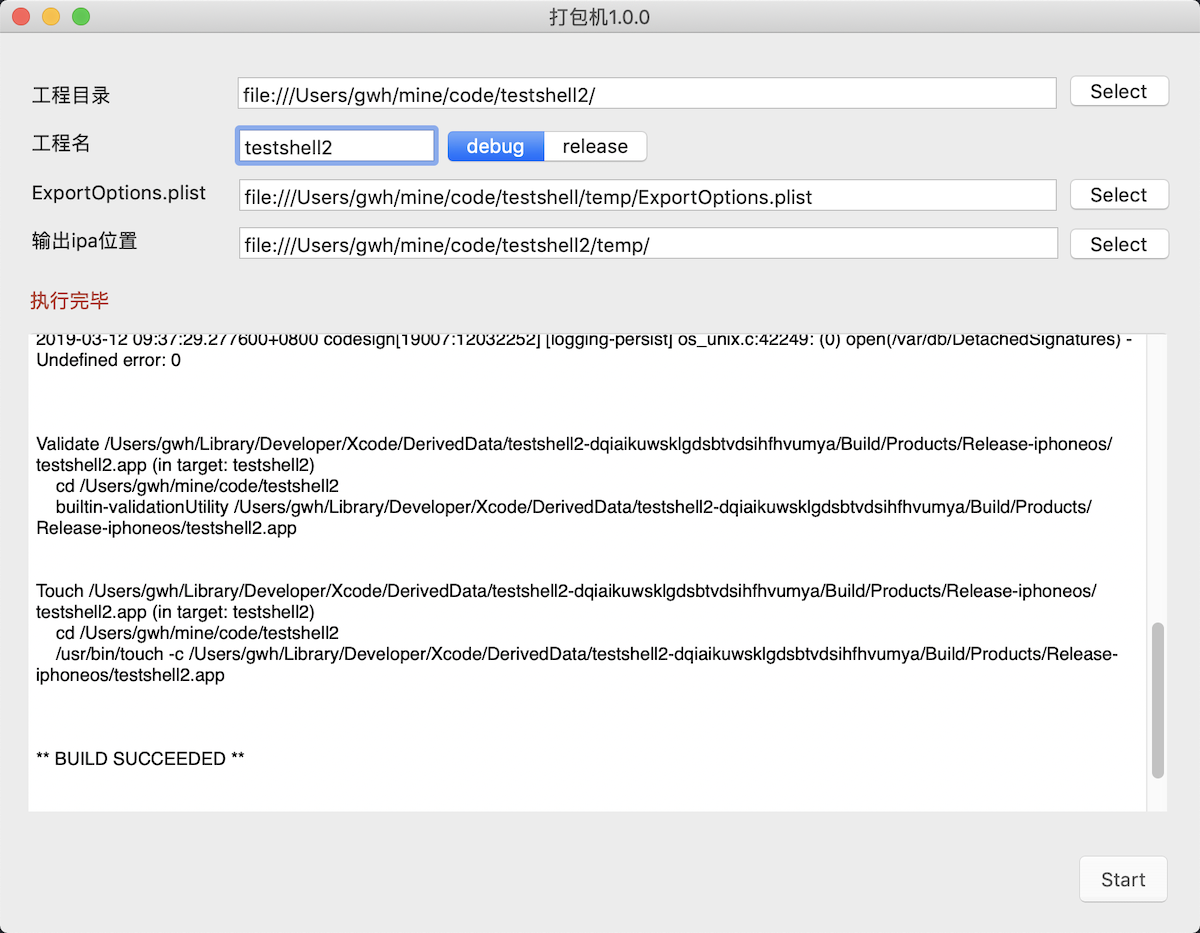 打包机1.0.0
工程目录 file:///Users/gwh/mine/code/testshell2/ Select
工程名 testshell2 debug release
ExportOptions.plist file:///Users/gwh/mine/code/testshell/temp/ExportOptions.plist Select
输出ipa位置 file:///Users/gwh/mine/code/testshell2/temp/ Select
执行完毕
2019-03-12 09:37:29.277600+0800 codesign[19007:12032252] [logging-persist] os_unix.c:42249: (0) open(/var/db/DetachedSignatures) -
Undefined error: 0
Validate /Users/gwh/Library/Developer/Xcode/DerivedData/testshell2-dqiaikuwsklgdsbtvdsihfhvumya/Build/Products/Release-iphoneos/
testshell2.app (in target: testshell2)
cd /Users/gwh/mine/code/testshell2
builtin-validationUtility /Users/gwh/Library/Developer/Xcode/DerivedData/testshell2-dqiaikuwsklgdsbtvdsihfhvumya/Build/Products/
Release-iphoneos/testshell2.app
Touch /Users/gwh/Library/Developer/Xcode/DerivedData/testshell2-dqiaikuwsklgdsbtvdsihfhvumya/Build/Products/Release-iphoneos/
testshell2.app (in target: testshell2)
cd /Users/gwh/mine/code/testshell2
/usr/bin/touch -c /Users/gwh/Library/Developer/Xcode/DerivedData/testshell2-dqiaikuwsklgdsbtvdsihfhvumya/Build/Products/Release-
iphoneos/testshell2.app
** BUILD SUCCEEDED **
Start